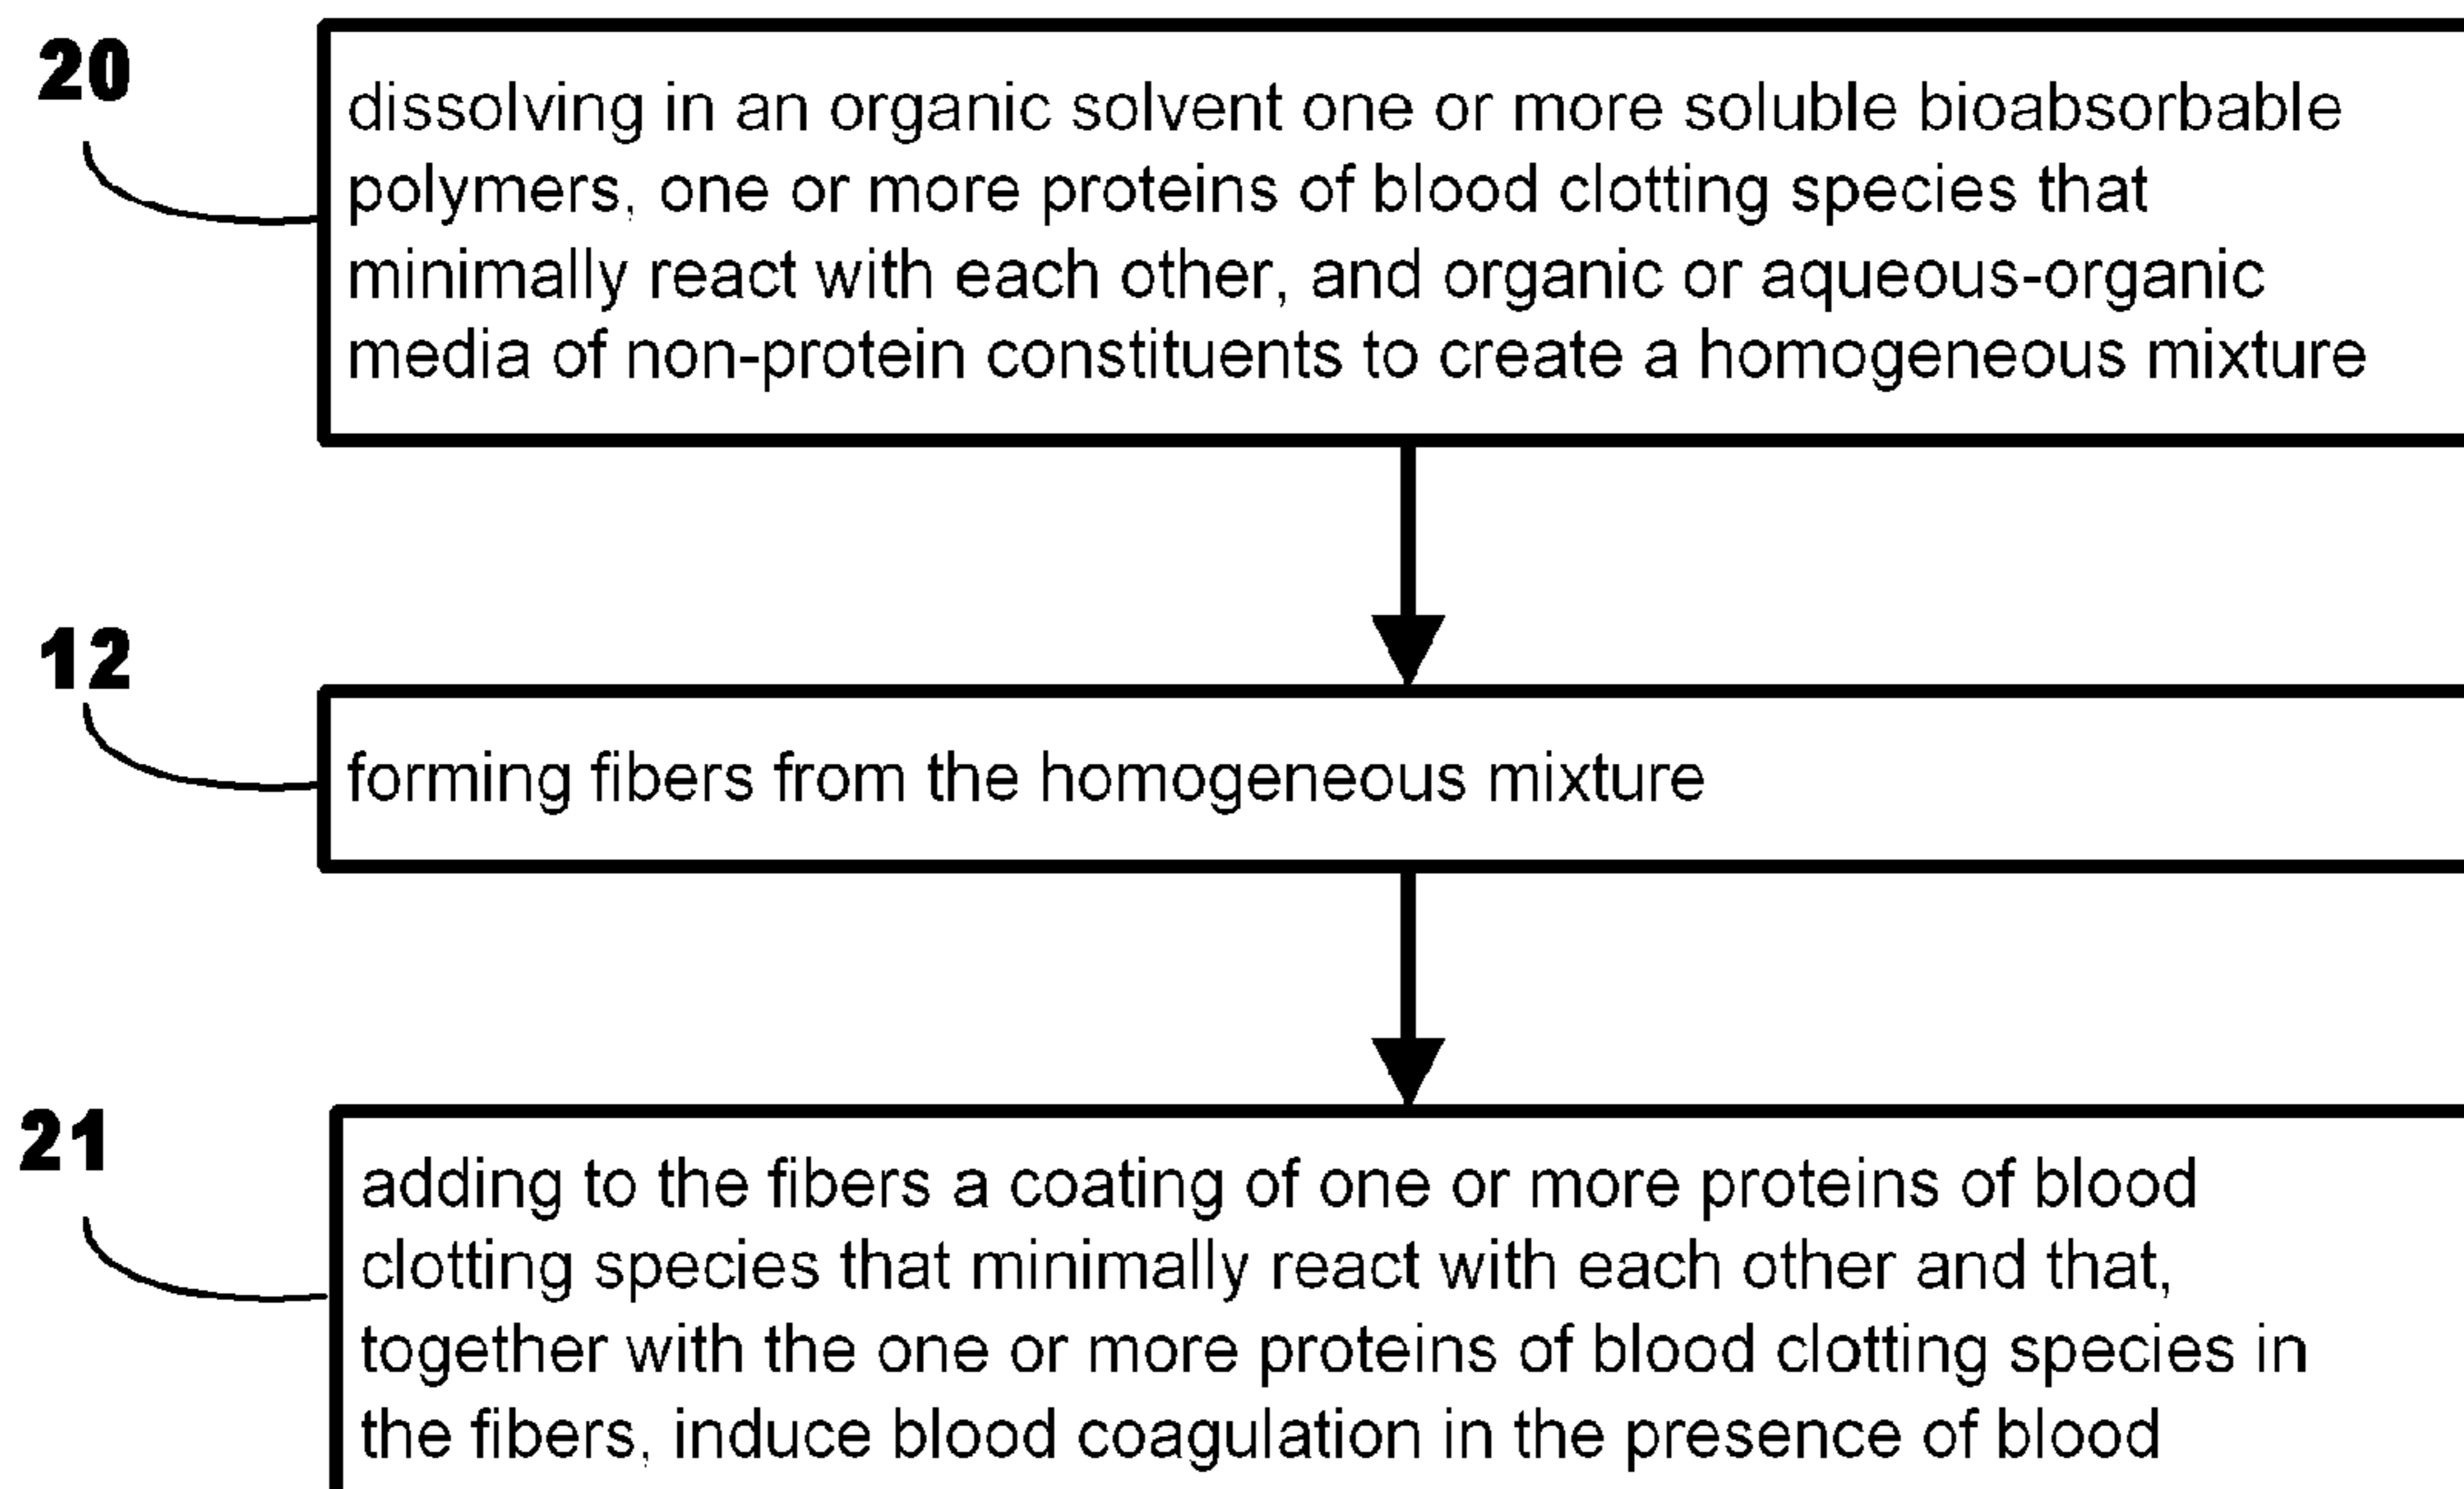 20
dissolving in an organic solvent one or more soluble bioabsorbable
polymers, one or more proteins of blood clotting species that
minimally react with each other, and organic or aqueous-organic
media of non-protein constituents to create a homogeneous mixture
12
forming fibers from the homogeneous mixture
21
adding to the fibers a coating of one or more proteins of blood
clotting species that minimally react with each other and that,
together with the one or more proteins of blood clotting species in
the fibers, induce blood coagulation in the presence of blood